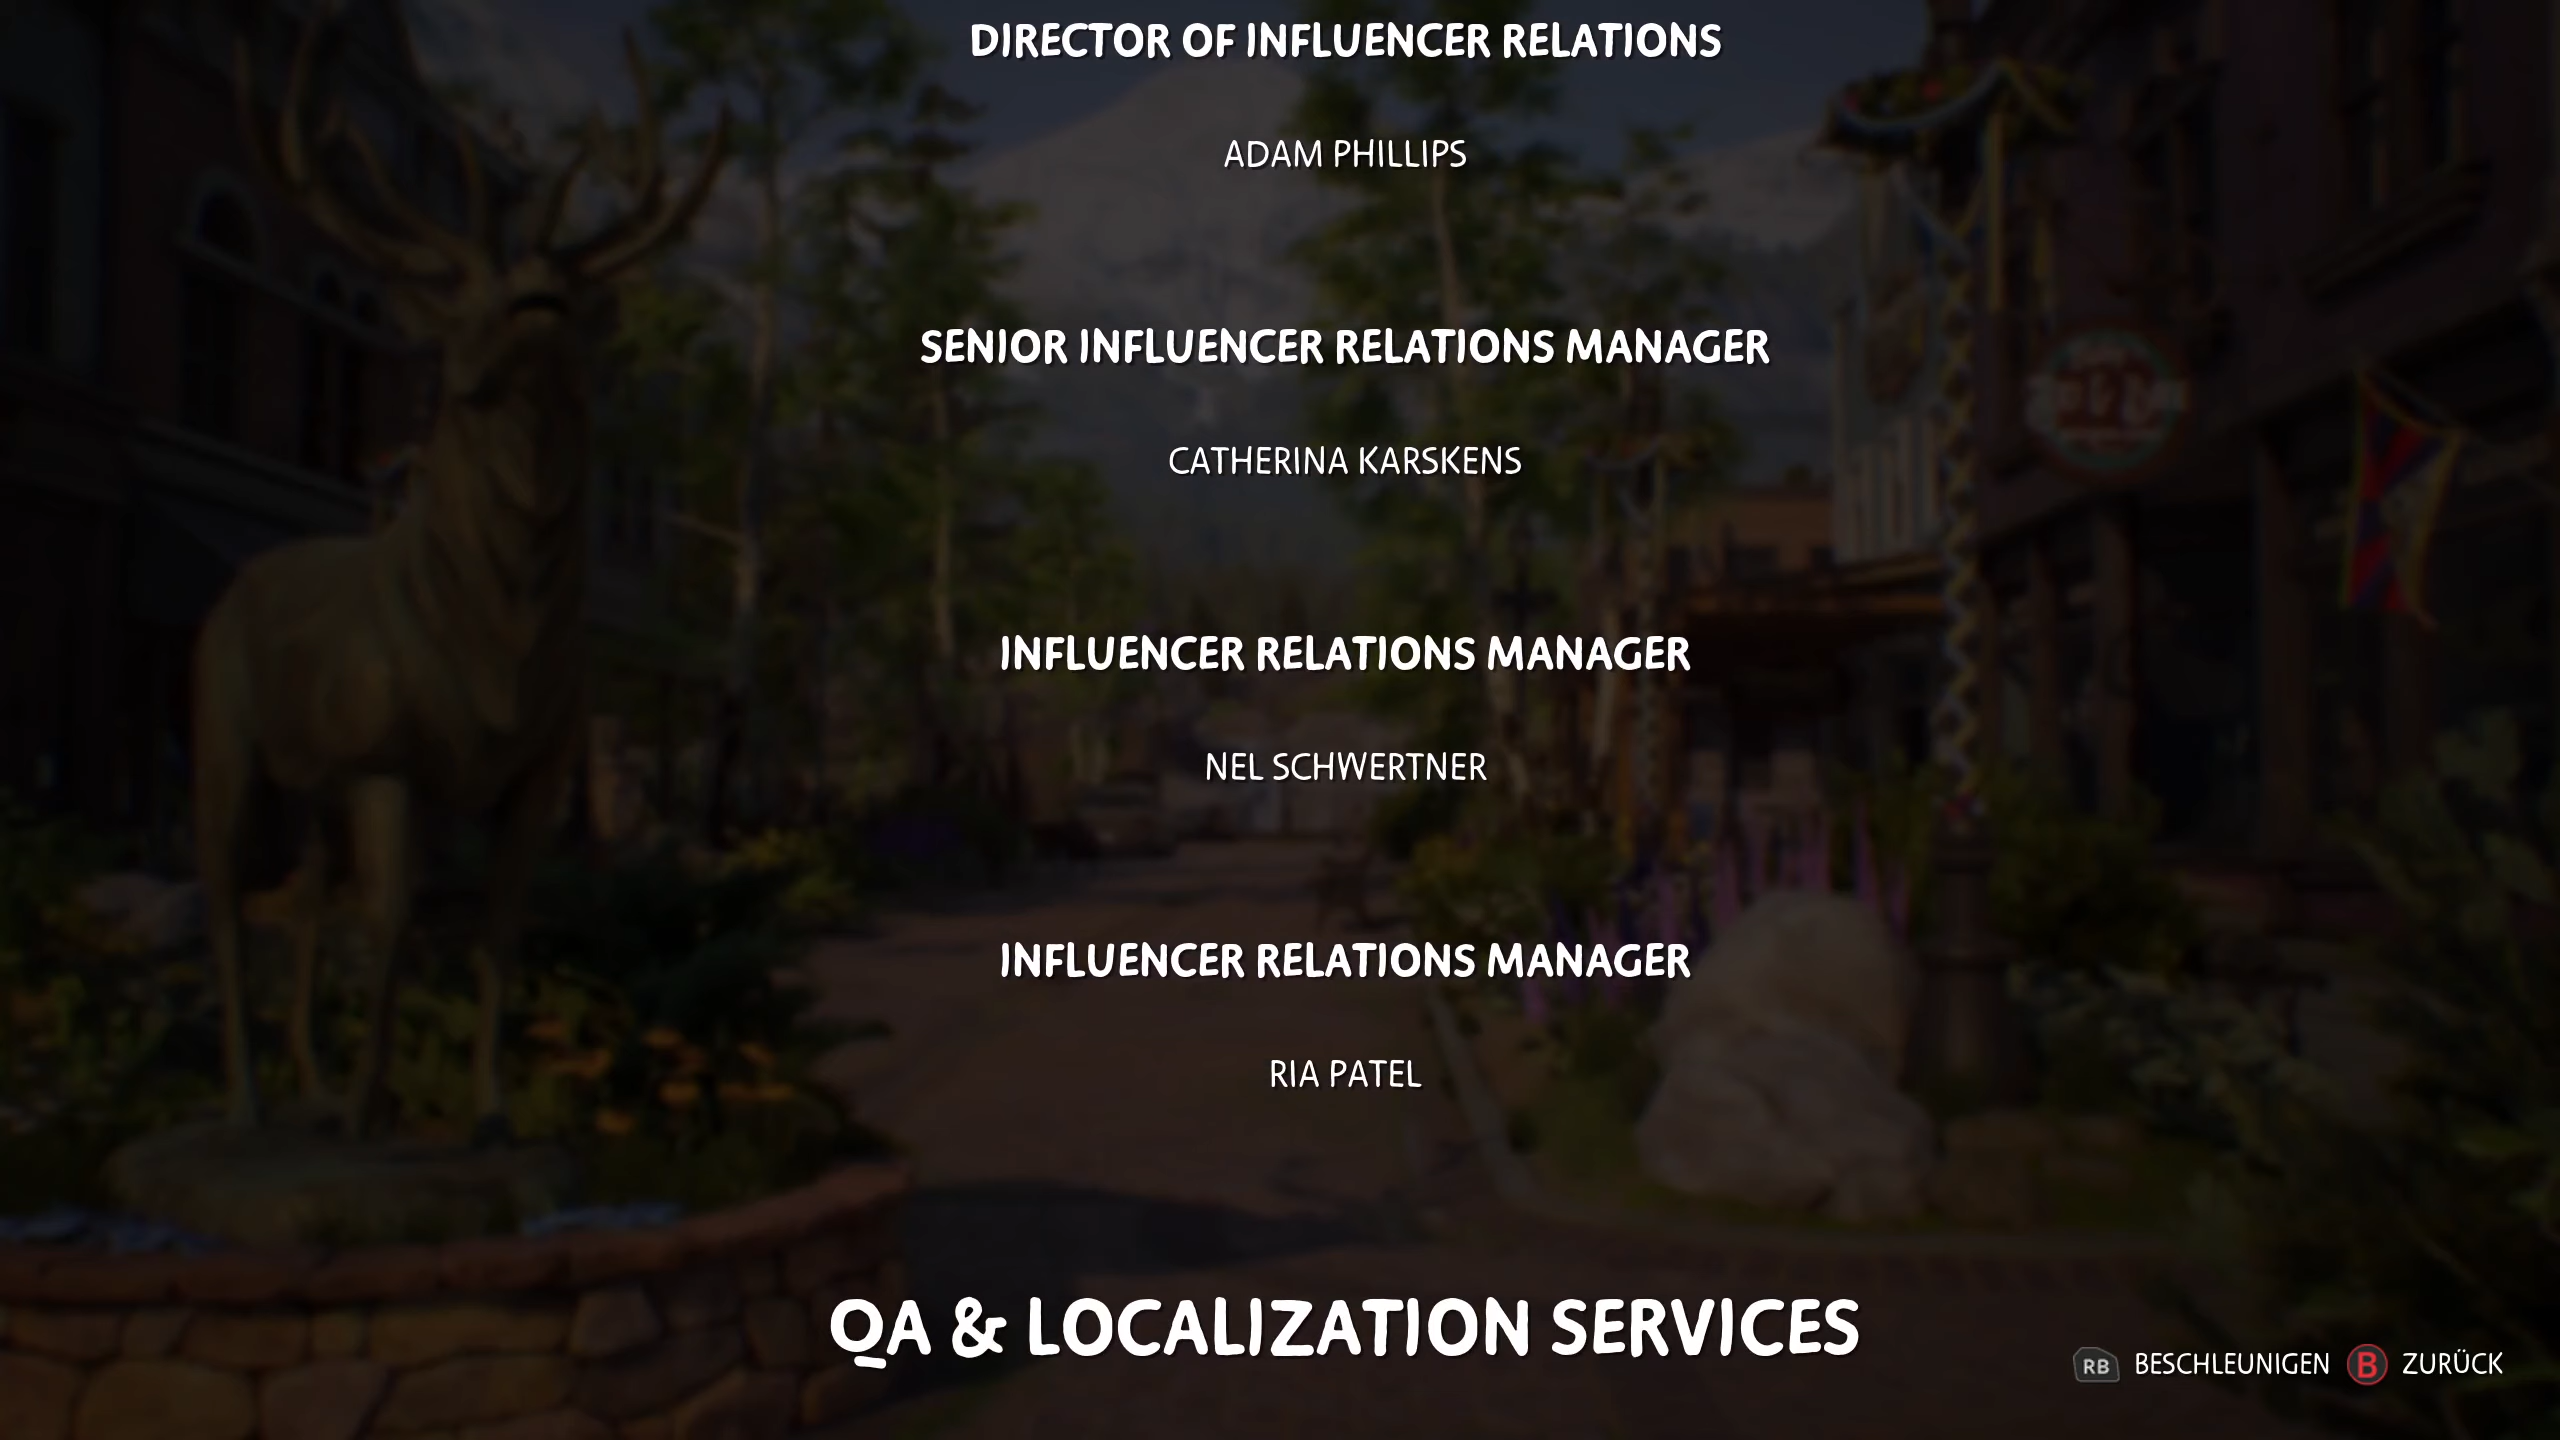 DIRECTOR OF INFLUENCER RELATIONS
ADAM PHILLIPS
SENIOR INFLUENCER RELATIONS MANAGER
CATHERINA KARSKENS
INFLUENCER RELATIONS MANAGER
NEL SCHWERTNER
INFLUENCER RELATIONS MANAGER
RIA PATEL
QA & LOCALIZATION SERVICES
RB BESCHLEUNIGEN B ZURÜCK